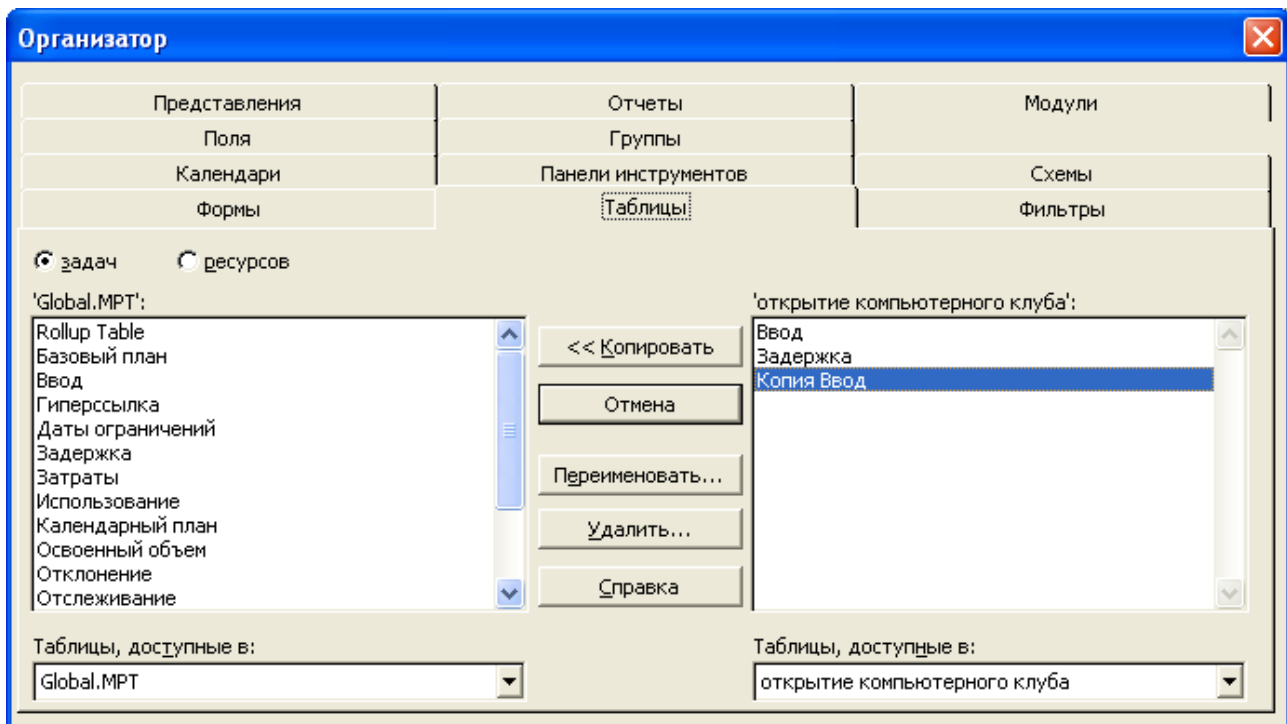 Организатор
Представления Отчеты Модули
Поля Группы
Календари Панели инструментов Схемы
Формы Таблицы Фильтры
задач ресурсов
'Global.MPT': 'открытие компьютерного клуба':
Rollup Table
Базовый план
Ввод
Гиперссылка
Даты ограничений
Задержка
Затраты
Использование
Календарный план
Освоенный объем
Отклонение
Отслеживание
<< Копировать
Отмена
Переименовать...
Удалить...
Справка
Ввод
Задержка
Копия Ввод
Таблицы, доступные в: Таблицы, доступные в:
Global.MPT открытие компьютерного клуба